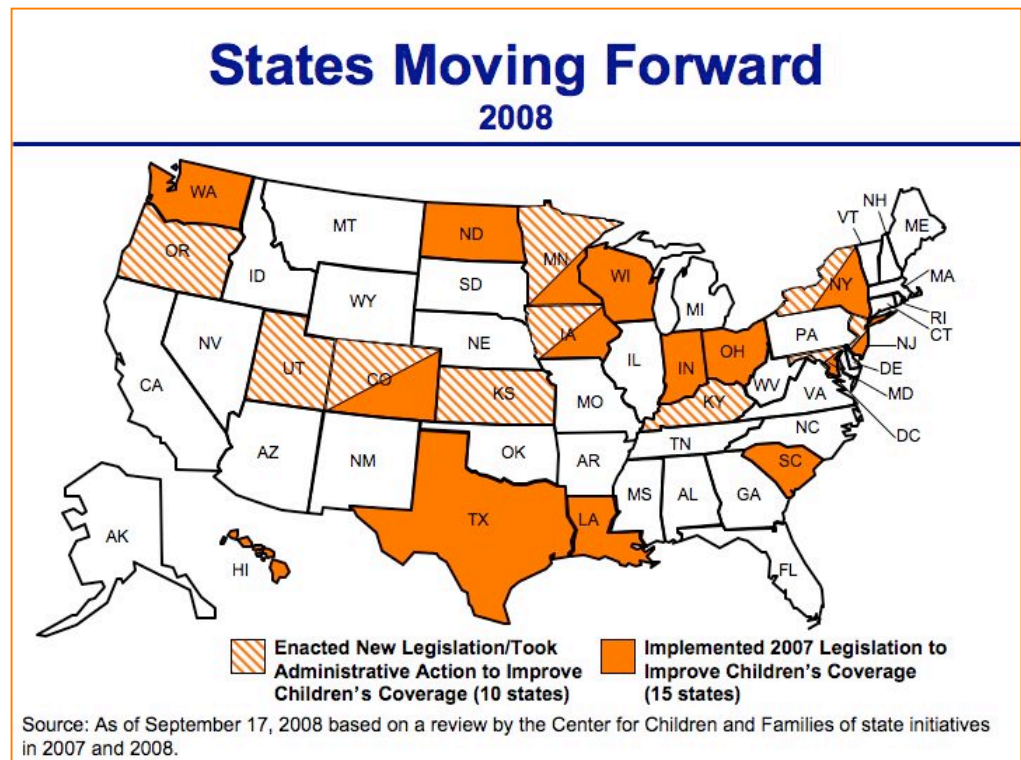 States Moving Forward
2008
WA
OR
MT
ND
MN
ID
SD
WI
WY
MI
NY
VT
NH
ME
MA
RI
CT
NJ
DE
MD
DC
NV
UT
CO
NE
IA
IL
IN
OH
PA
WV
VA
CA
KS
MO
KY
NC
AZ
NM
OK
AR
TN
SC
MS
AL
GA
TX
LA
FL
AK
HI
Enacted New Legislation/Took
Administrative Action to Improve
Children's Coverage (10 states)
Implemented 2007 Legislation to
Improve Children's Coverage
(15 states)
Source: As of September 17, 2008 based on a review by the Center for Children and Families of state initiatives
in 2007 and 2008.